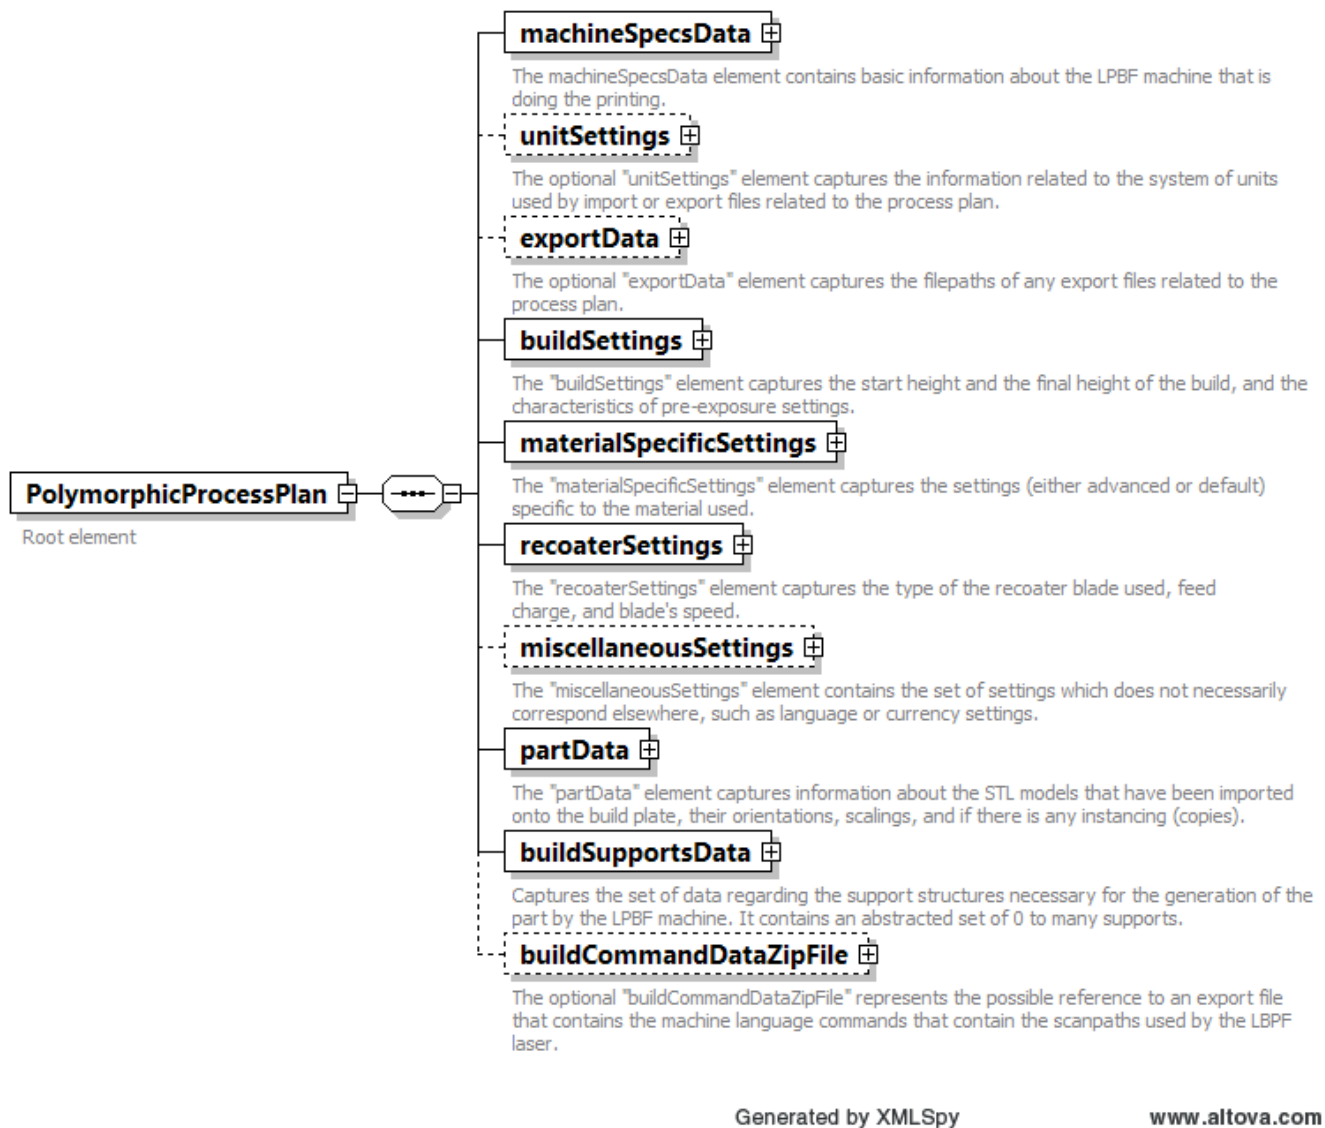 machineSpecsData
The machineSpecsData element contains basic information about the LPBF machine that is
doing the printing.
unitSettings
The optional "unitSettings" element captures the information related to the system of units
used by import or export files related to the process plan.
exportData
The optional "exportData" element captures the filepaths of any export files related to the
process plan.
buildSettings
The "buildSettings" element captures the start height and the final height of the build, and the
characteristics of pre-exposure settings.
materialSpecificSettings
The "materialSpecificSettings" element captures the settings (either advanced or default)
specific to the material used.
PolymorphicProcessPlan
Root element
recoaterSettings
The "recoaterSettings" element captures the type of the recoater blade used, feed
charge, and blade's speed.
miscellaneousSettings
The "miscellaneousSettings" element contains the set of settings which does not necessarily
correspond elsewhere, such as language or currency settings.
partData
The "partData" element captures information about the STL models that have been imported
onto the build plate, their orientations, scalings, and if there is any instancing (copies).
buildSupportsData
Captures the set of data regarding the support structures necessary for the generation of the
part by the LPBF machine. It contains an abstracted set of 0 to many supports.
buildCommandDataZipFile
The optional "buildCommandDataZipFile" represents the possible reference to an export file
that contains the machine language commands that contain the scanpaths used by the LBPF
laser.
Generated by XMLSpy
www.altova.com